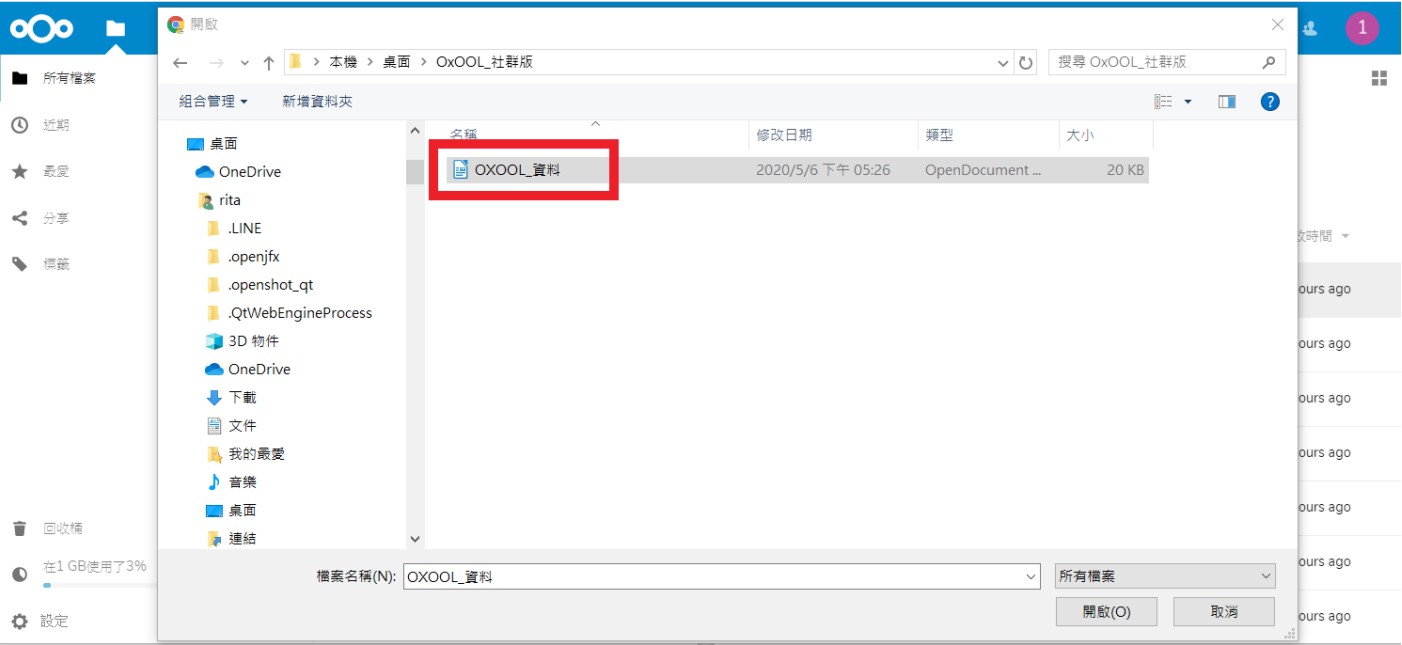 開啟
1
本機 > 桌面 > OxOOL_社群版
搜尋 OxOOL_社群版
組合管理
新增資料夾
?
所有檔案
近期
最愛
分享
標籤
回收桶
在1 GB使用了3%
設定
桌面
OneDrive
rita
.LINE
.openjfx
.openshot_qt
.QtWebEngineProcess
3D 物件
OneDrive
下載
文件
我的最愛
音樂
桌面
連結
名稱 修改日期 類型 大小
OXOOL_資料 2020/5/6 下午 05:26 OpenDocument ... 20 KB
時間
ours ago
ours ago
ours ago
ours ago
ours ago
ours ago
ours ago
檔案名稱(N): OXOOL_資料
所有檔案
開啟(O) 取消